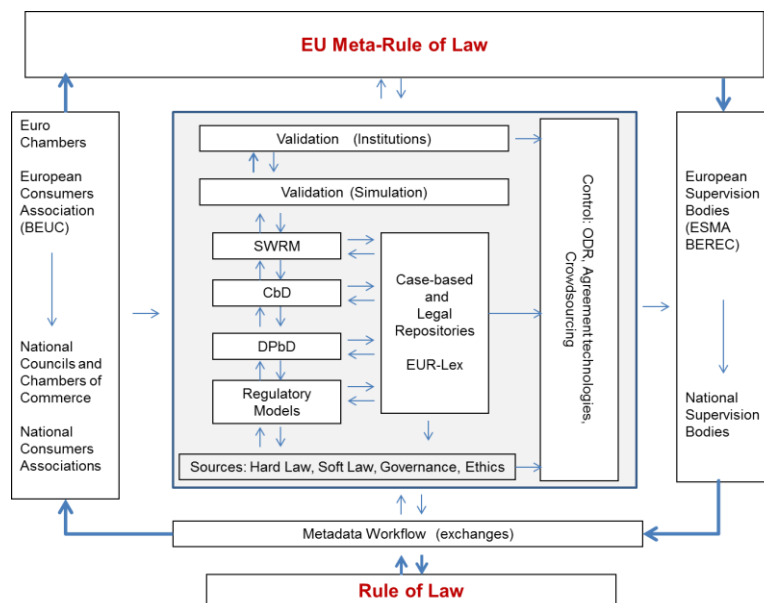 EU Meta-Rule of Law
Euro
Chambers
European
Consumers
Association
(BEUC)
National
Councils and
Chambers of
Commerce
National
Consumers
Associations
Validation (Institutions)
Validation (Simulation)
SWRM
CbD
DPbD
Regulatory
Models
Case-based
and
Legal
Repositories
EUR-Lex
Sources: Hard Law, Soft Law, Governance, Ethics
Control: ODR, Agreement technologies,
Crowdsourcing
European
Supervision
Bodies
(ESMA
BEREC)
National
Supervision
Bodies
Metadata Workflow (exchanges)
Rule of Law